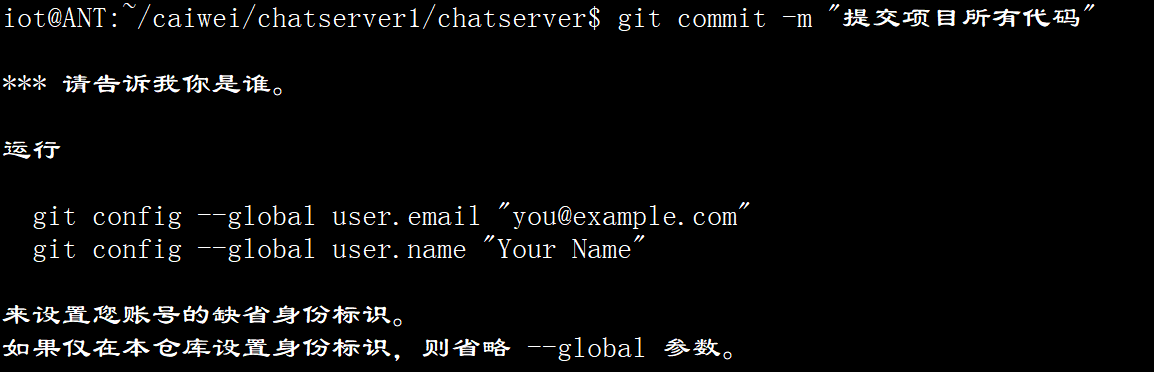 iot@ANT:~/caiwei/chatserver1/chatserver$ git commit -m "提交项目所有代码"
*** 请告诉我你是谁。
运行
git config --global user.email "you@example.com"
git config --global user.name "Your Name"
来设置您账号的缺省身份标识。
如果仅在本仓库设置身份标识，则省略 --global 参数。